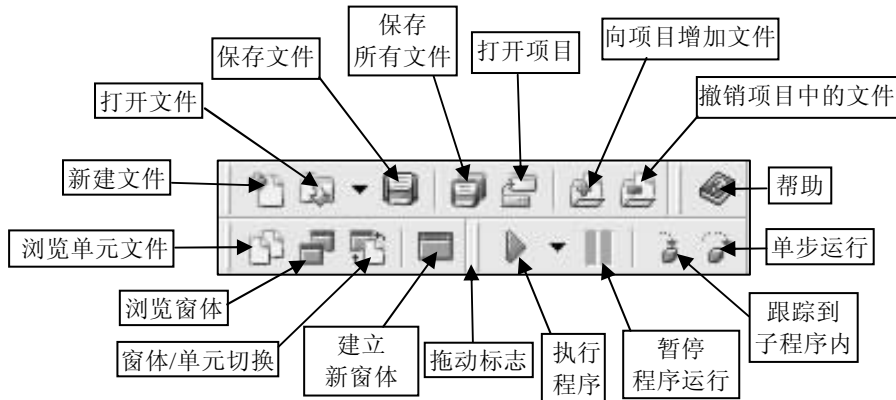 保存
所有文件
向项目增加文件
打开项目
保存文件
撤销项目中的文件
打开文件
新建文件
帮助
浏览单元文件
单步运行
浏览窗体
跟踪到
子程序内
窗体/单元切换
建立
新窗体
拖动标志
执行
程序
暂停
程序运行